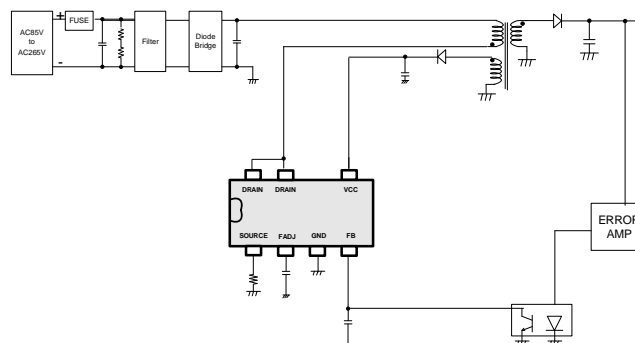 +
FUSE
AC85V
to
AC265V
-
Filter
Diode
Bridge
DRAIN
DRAIN
VCC
SOURCE
FADJ
GND
FB
ERROR
AMP